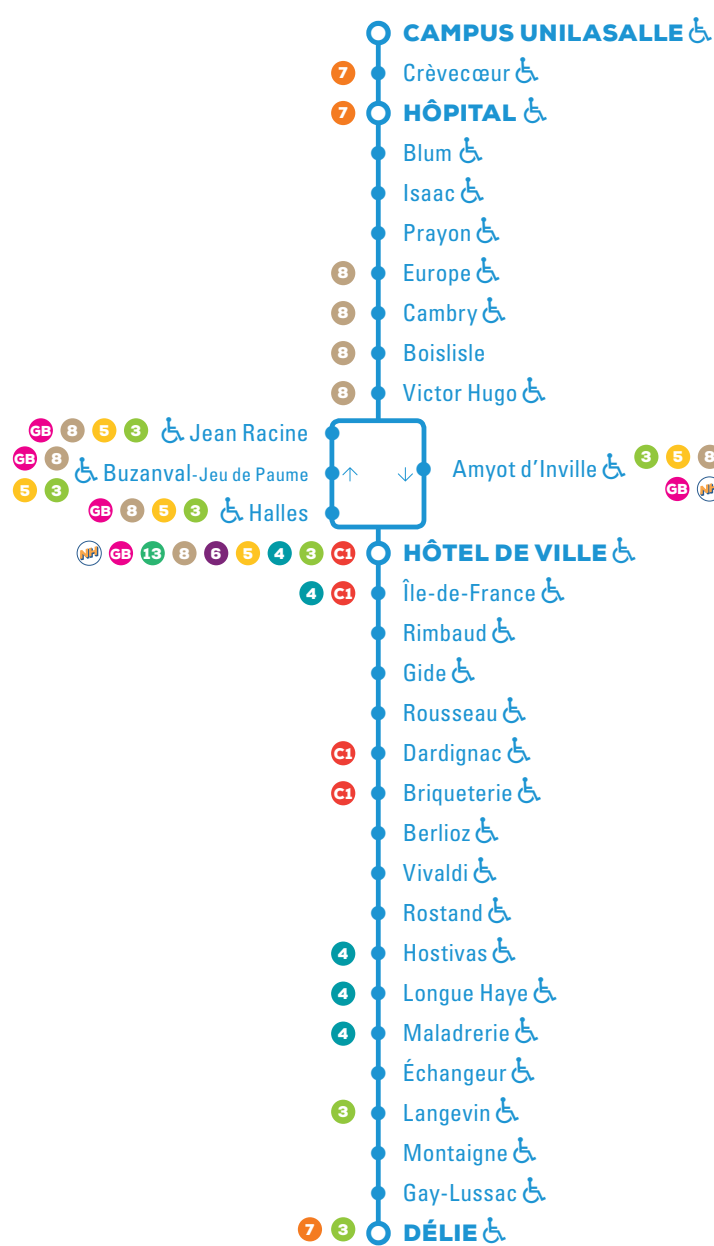 CAMPUS UNILASALLE
7 Crèvecœur
7 HÔPITAL
Blum
Isaac
Prayon
8 Europe
8 Cambry
8 Boislisle
8 Victor Hugo
GB 8 5 3 Jean Racine
GB 8
5 3
Buzanval-Jeu de Paume
GB 8 5 3 Halles
Amyot d'Inville
3 5 8
GB NH
NH GB 13 8 6 5 4 3 C1 HÔTEL DE VILLE
4 C1 Île-de-France
Rimbaud
Gide
Rousseau
C1 Dardignac
C1 Briqueterie
Berlioz
Vivaldi
Rostand
4 Hostivas
4 Longue Haye
4 Maladrerie
Échangeur
3 Langevin
Montaigne
Gay-Lussac
7 3 DÉLIE